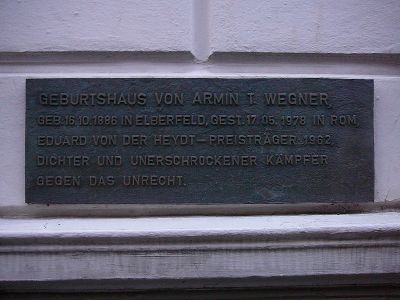 GEBURTSHAUS VON ARMIN T. WEGNER,
GEB. 16.10.1886 IN ELBERFELD, GEST. 17.05.1978 IN ROM,
EDUARD VON DER HEYDT–PREISTRÄGER 1962,
DICHTER UND UNERSCHROCKENER KÄMPFER
GEGEN DAS UNRECHT.